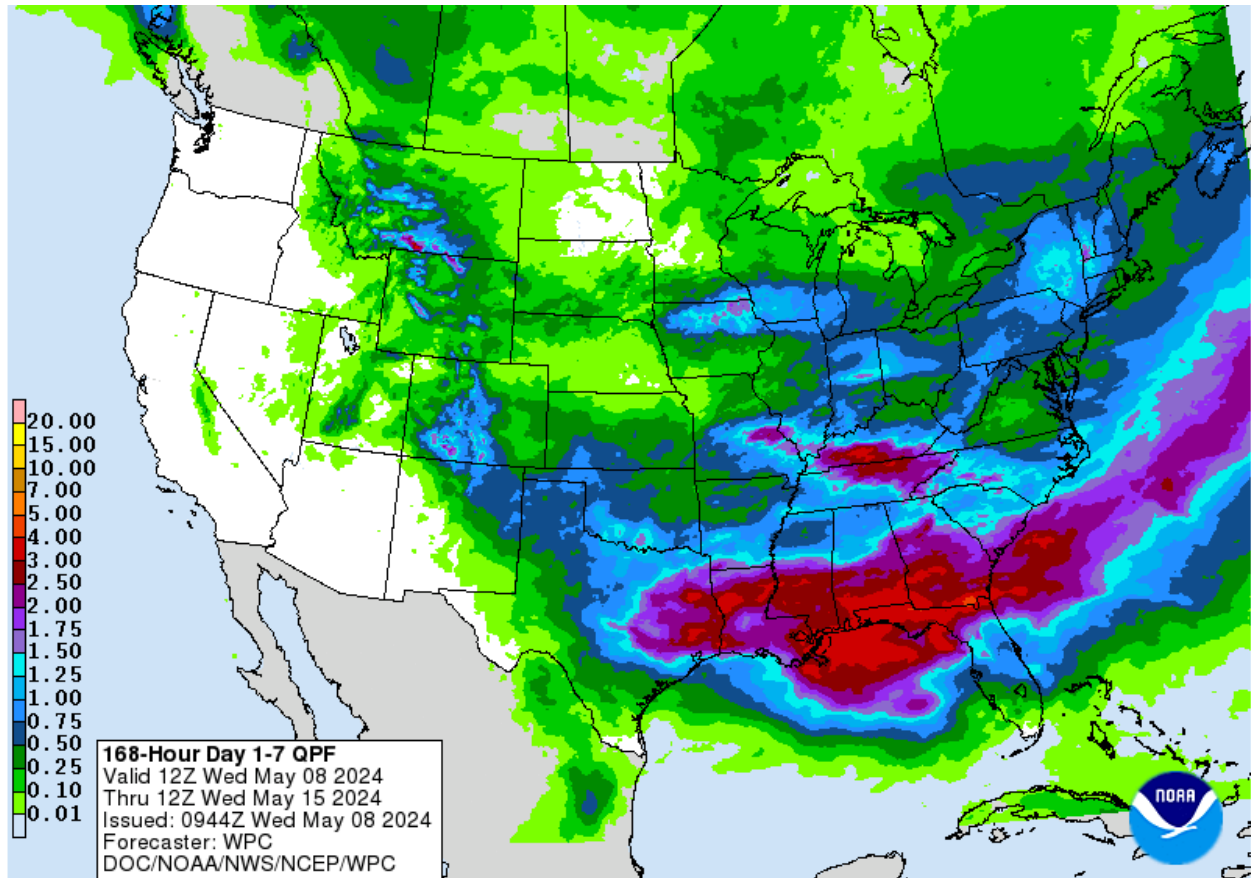 20.00
15.00
10.00
7.00
5.00
4.00
3.00
2.50
2.00
1.75
1.50
1.25
1.00
0.75
0.50
0.25
0.10
0.01
168-Hour Day 1-7 QPF
Valid 12Z Wed May 08 2024
Thru 12Z Wed May 15 2024
Issued: 0944Z Wed May 08 2024
Forecaster: WPC
DOC/NOAA/NWS/NCEP/WPC
NOAA